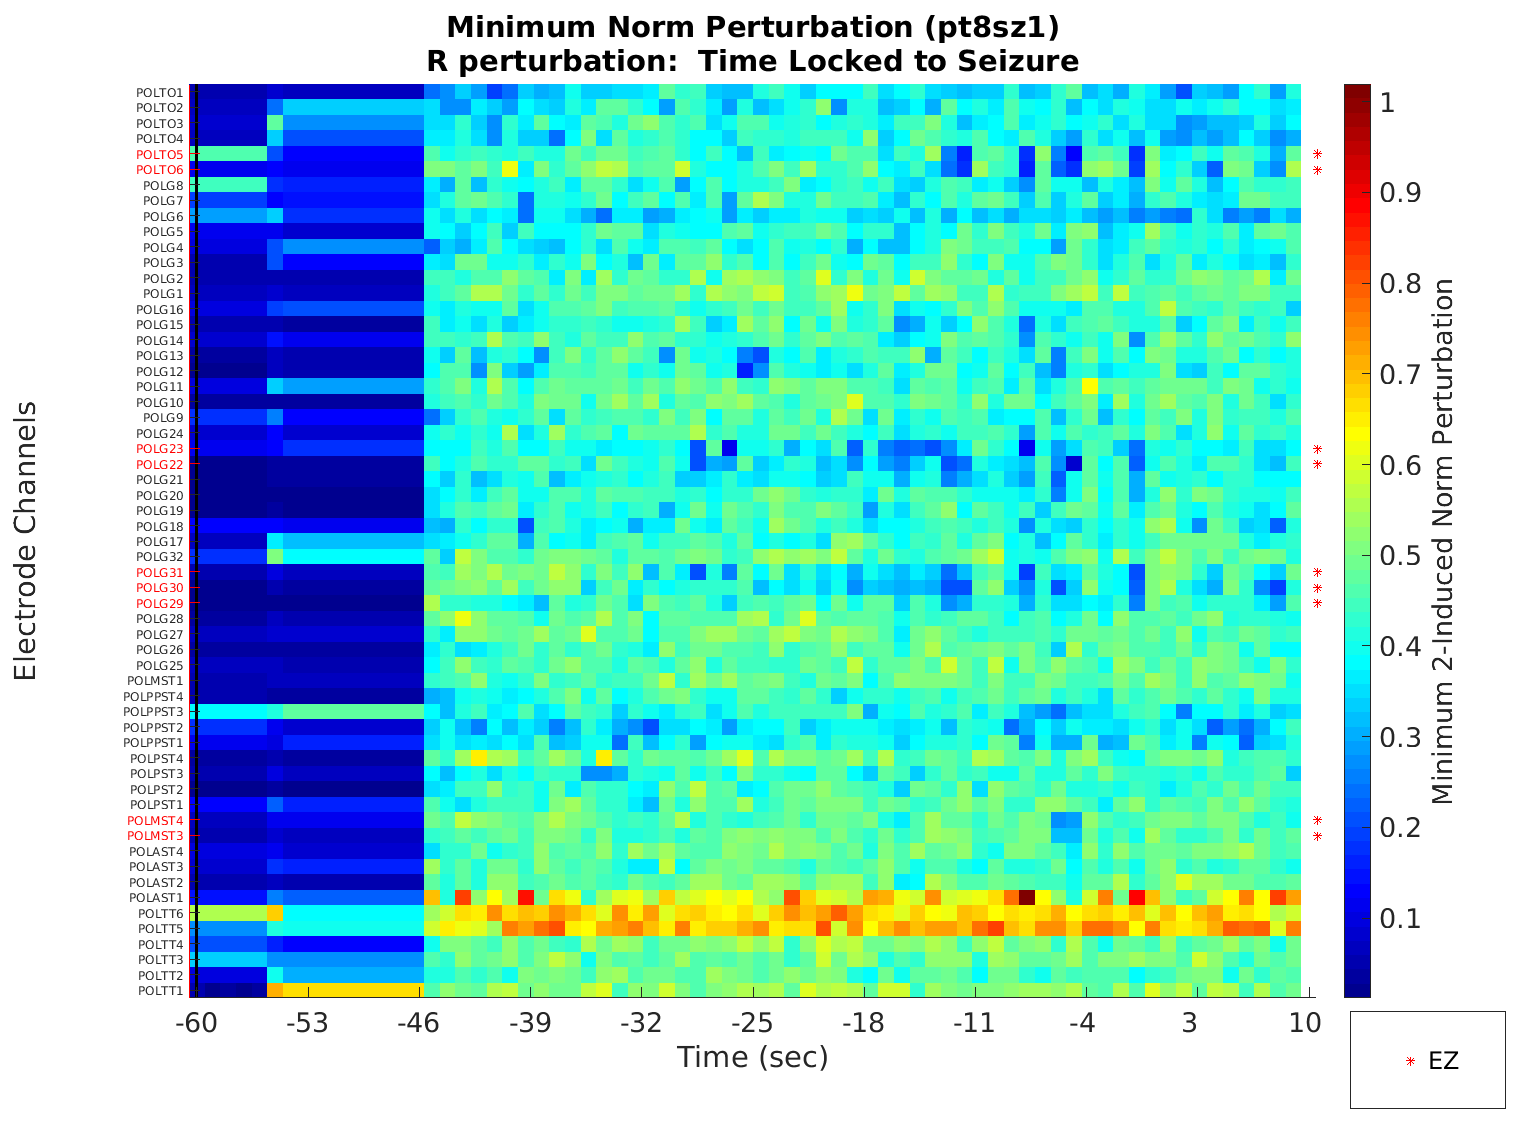 Minimum Norm Perturbation (pt8sz1)
R perturbation:  Time Locked to Seizure
Electrode Channels
POLTO1
POLTO2
POLTO3
POLTO4
POLTO5
POLTO6
POLG8
POLG7
POLG6
POLG5
POLG4
POLG3
POLG2
POLG1
POLG16
POLG15
POLG14
POLG13
POLG12
POLG11
POLG10
POLG9
POLG24
POLG23
POLG22
POLG21
POLG20
POLG19
POLG18
POLG17
POLG32
POLG31
POLG30
POLG29
POLG28
POLG27
POLG26
POLG25
POLMST1
POLPPST4
POLPPST3
POLPPST2
POLPPST1
POLPST4
POLPST3
POLPST2
POLPST1
POLMST4
POLMST3
POLAST4
POLAST3
POLAST2
POLAST1
POLTT6
POLTT5
POLTT4
POLTT3
POLTT2
POLTT1
-60 -53 -46 -39 -32 -25 -18 -11 -4 3 10
Time (sec)
1
0.9
0.8
0.7
0.6
0.5
0.4
0.3
0.2
0.1
Minimum 2-Induced Norm Perturbation
* EZ